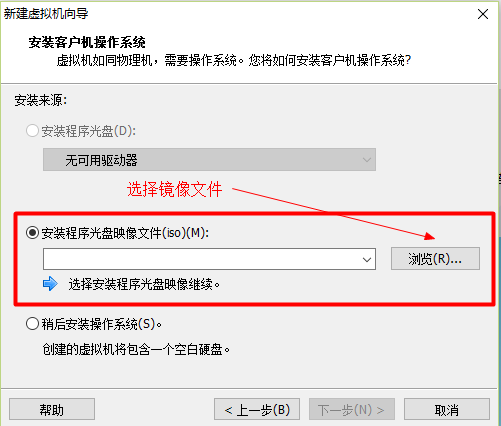 新建虚拟机向导
安装客户机操作系统
虚拟机如同物理机，需要操作系统。您将如何安装客户机操作系统?
安装来源:
安装程序光盘(D):
无可用驱动器
选择镜像文件
安装程序光盘映像文件(iso)(M):
浏览(R)...
选择安装程序光盘映像继续。
稍后安装操作系统(S)。
创建的虚拟机将包含一个空白硬盘。
帮助
< 上一步(B)
下一步(N) >
取消